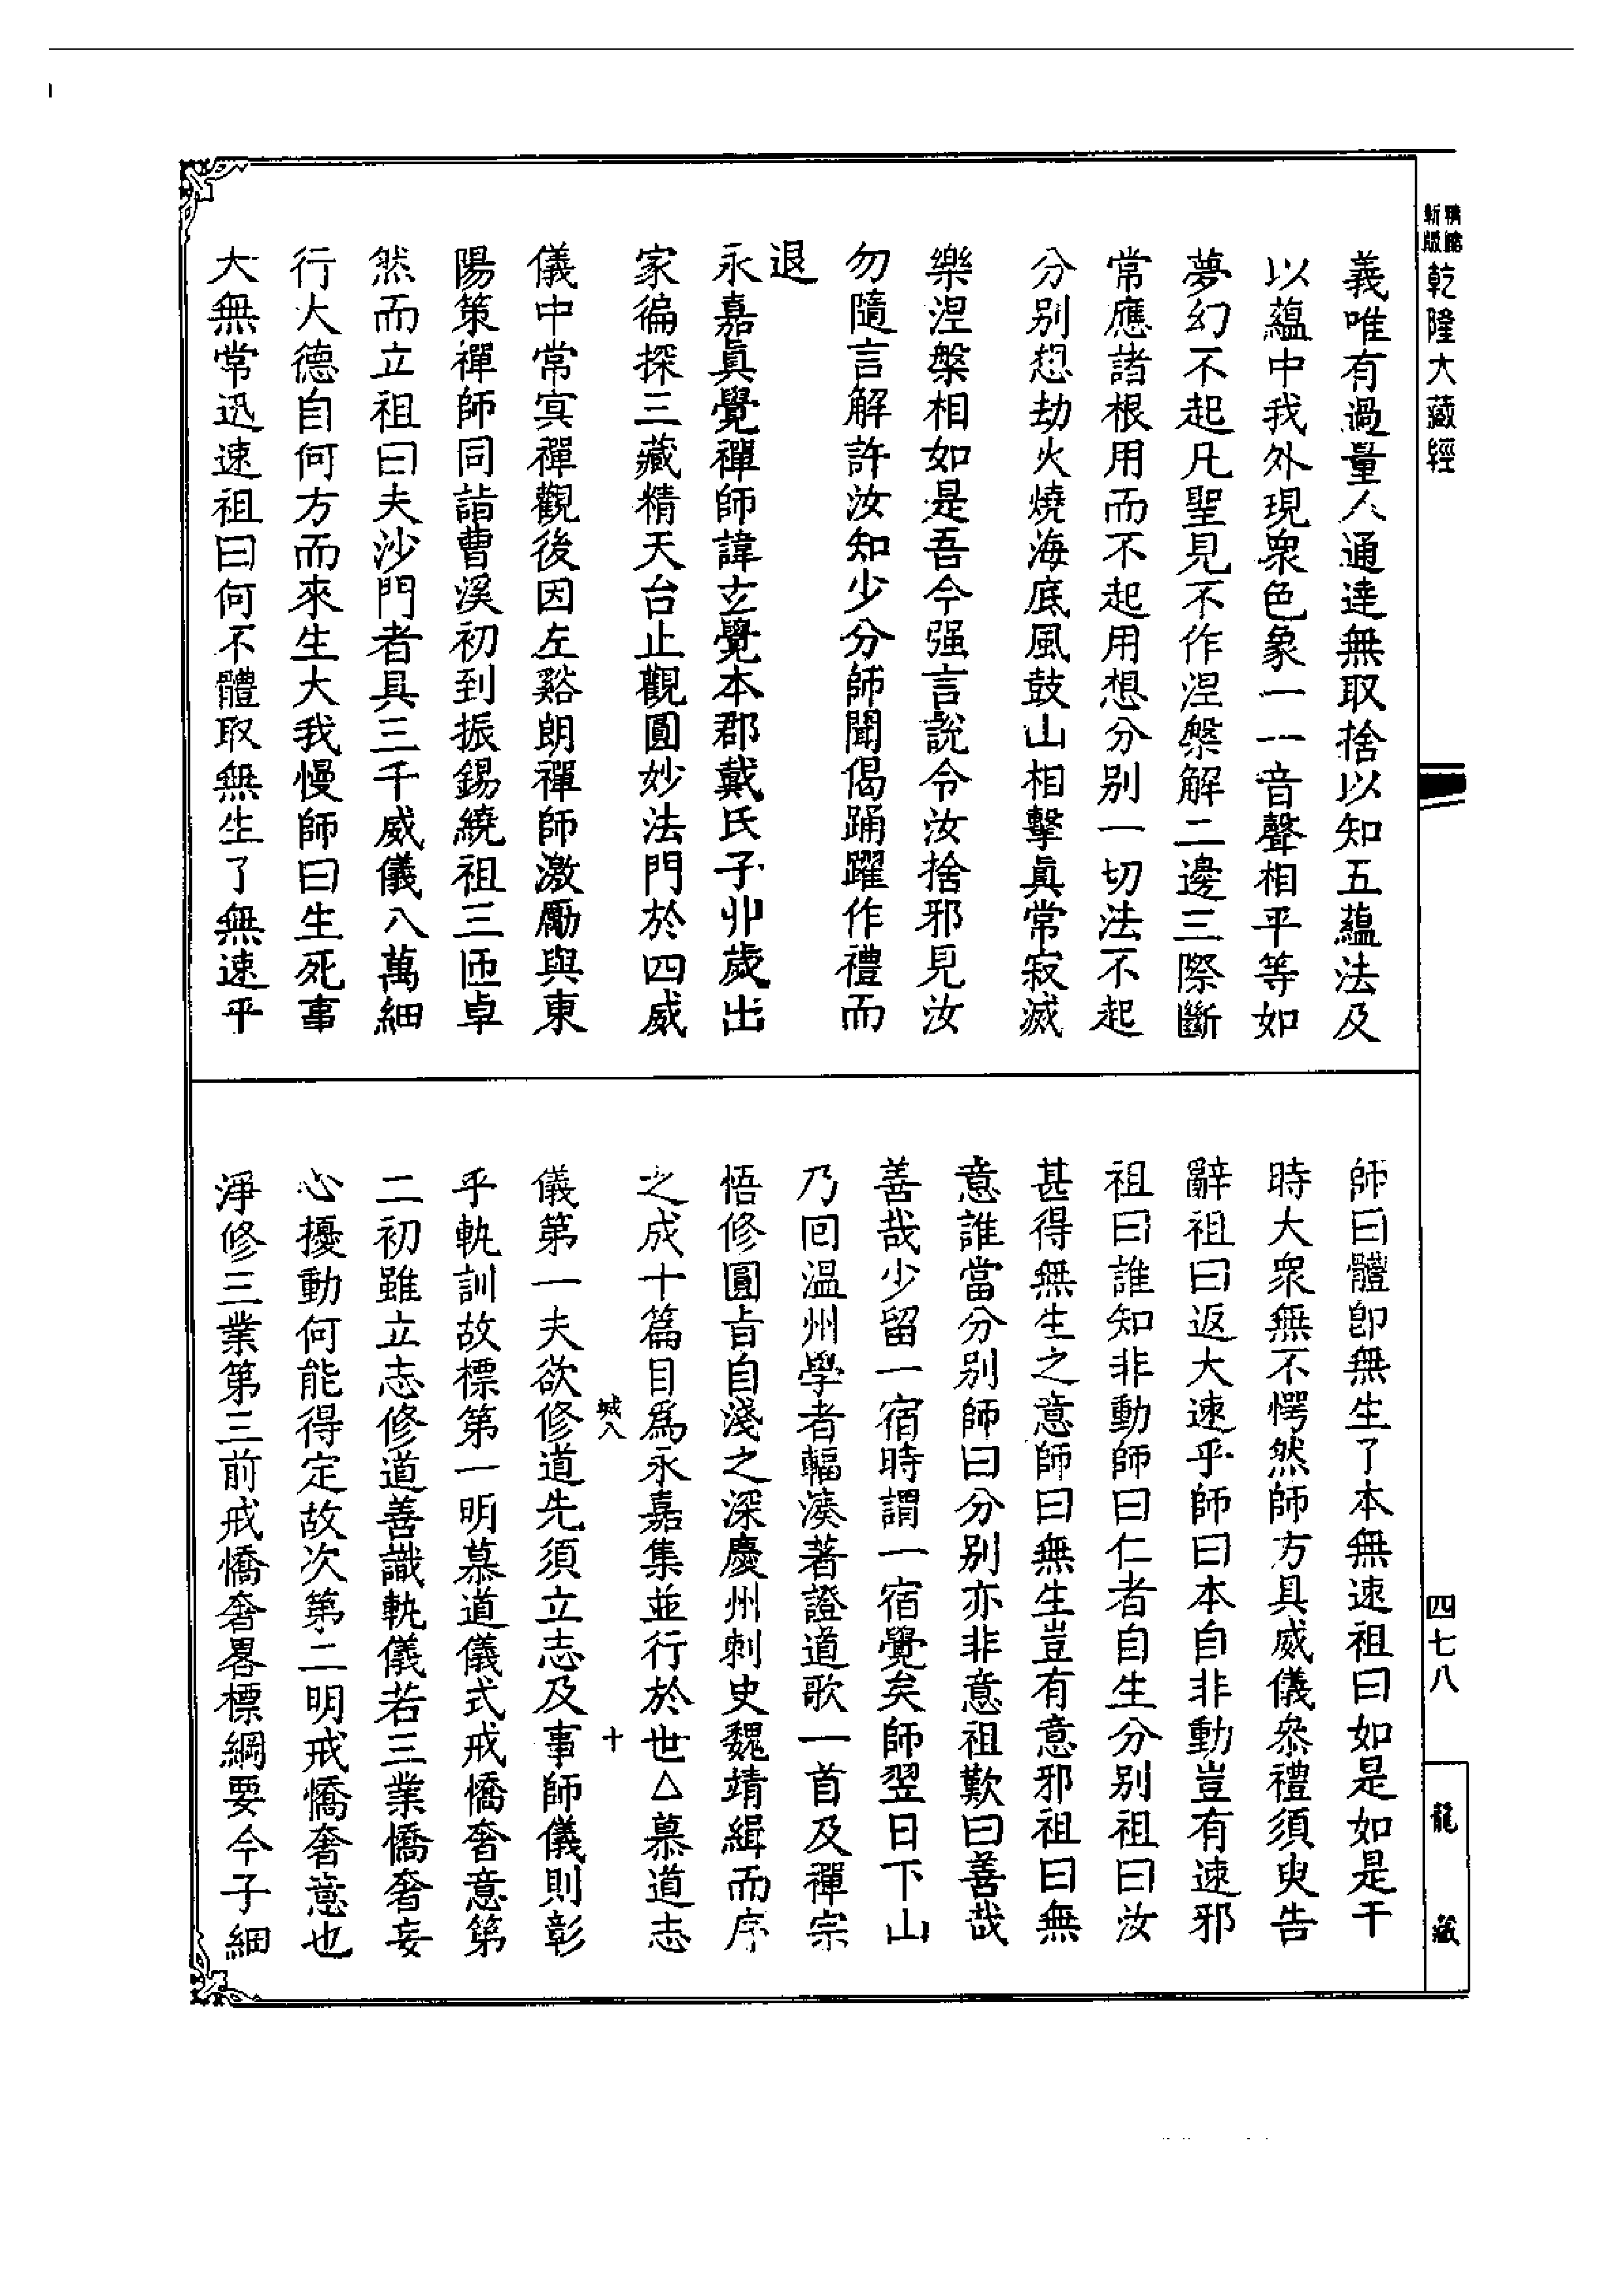 新版
乾隆大藏經
四七八
龍藏
義唯有過量人通達無取捨以知五蘊法及
以蘊中我外現衆色象一一音聲相平等如
夢幻不起凡聖見不作涅槃解二邊三際斷
常應諸根用而不起用想分別一切法不起
分別想劫火燒海底風鼓山相擊眞常寂滅
樂涅槃相如是吾今强言說令汝捨邪見汝
勿隨言解許汝知少分師聞偈踊躍作禮而
退
永嘉眞覺禪師諱玄覺本郡戴氏子丱歲出
家徧探三藏精天台止觀圓妙法門於四威
儀中常寘禪觀後因左谿朗禪師激勵與東
陽策禪師同詣曹溪初到振錫繞祖三匝卓
然而立祖曰夫沙門者具三千威儀八萬細
行大德自何方而來生大我慢師曰生死事
大無常迅速祖曰何不體取無生了無速乎
師曰體卽無生了本無速祖曰如是如是于
時大衆無不愕然師方具威儀叅禮須臾告
辭祖曰返大速乎師曰本自非動豈有速邪
祖曰誰知非動師曰仁者自生分別祖曰汝
甚得無生之意師曰無生豈有意邪祖曰無
意誰當分別師曰分別亦非意祖歎曰善哉
善哉少留一宿時謂一宿覺矣師翌日下山
乃回温州學者輻湊著證道歌一首及禪宗
悟修圓旨自淺之深慶州刺史魏靖緝而序
之成十篇目爲永嘉集並行於世△慕道志
城八 十
儀第一夫欲修道先須立志及事師儀則彰
乎軌訓故標第一明慕道儀式戒憍奢意第
二初雖立志修道善識軌儀若三業憍奢妄
心擾動何能得定故次第二明戒憍奢意也
淨修三業第三前戒憍奢畧標綱要今子細